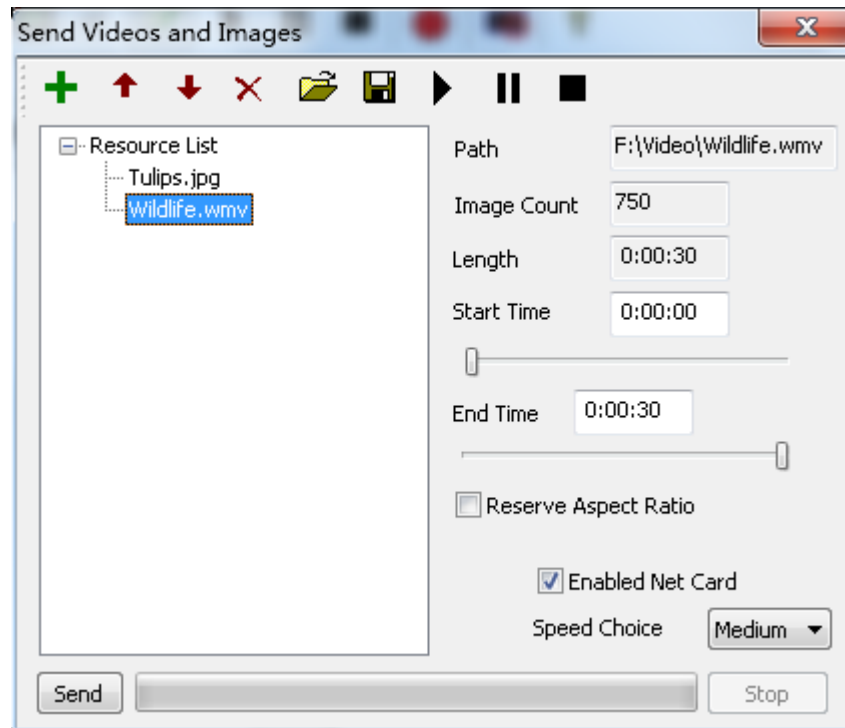 Send Videos and Images
Resource List
Tulips.jpg
Wildlife.wmv
Path F:\Video\Wildlife.wmv
Image Count 750
Length 0:00:30
Start Time 0:00:00
End Time 0:00:30
Reserve Aspect Ratio
Enabled Net Card
Speed Choice Medium
Send Stop